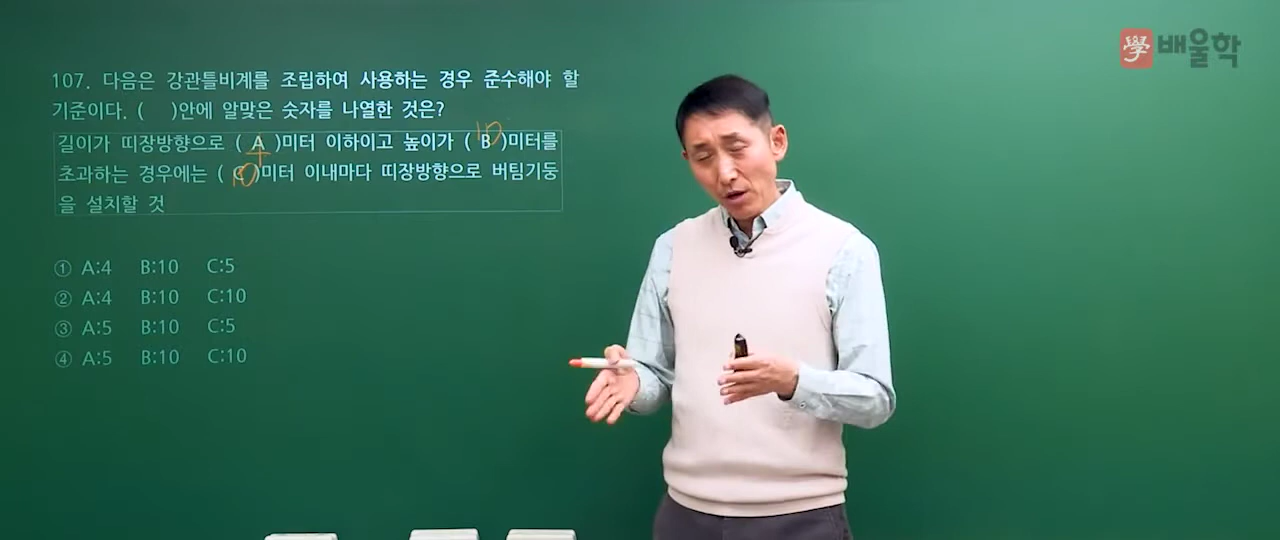 學 배울학
107. 다음은 강관틀비계를 조립하여 사용하는 경우 준수해야 할
기준이다. ( )안에 알맞은 숫자를 나열한 것은?
길이가 띠장방향으로 ( A )미터 이하이고 높이가 ( B )미터를
초과하는 경우에는 ( C )미터 이내마다 띠장방향으로 버팀기둥
을 설치할 것
10
10
① A:4 B:10 C:5
② A:4 B:10 C:10
③ A:5 B:10 C:5
④ A:5 B:10 C:10